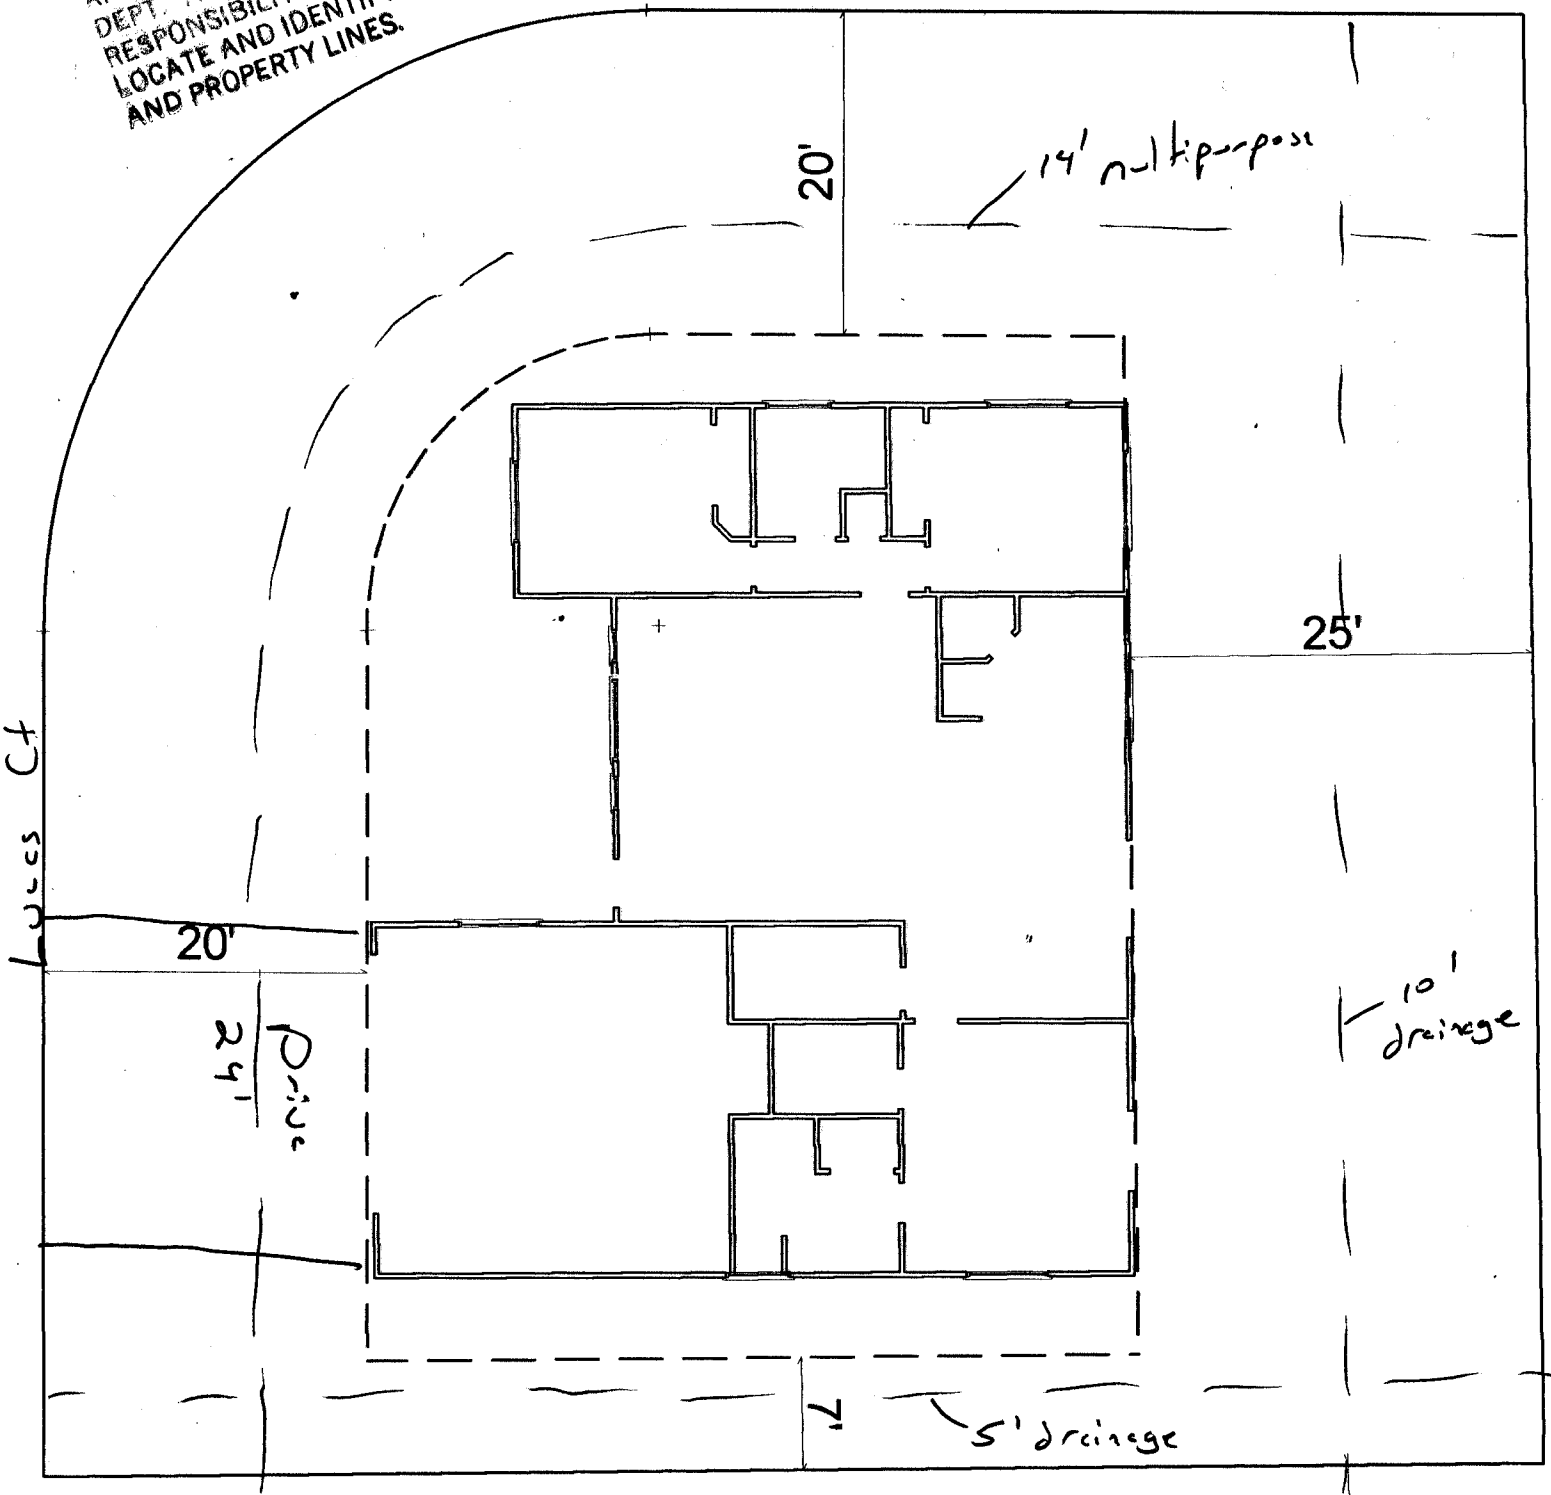 DEPT.
RESPONSIBILI
LOCATE AND IDENTIF
AND PROPERTY LINES.
20'
14' multipurpose
25'
Lucas Ct
20'
Drive
24'
10'
drainage
7'
5' drainage